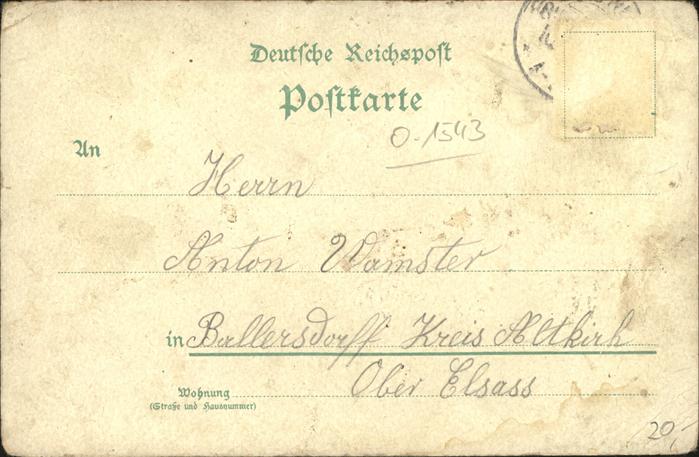 Deutsche Reichspost
Postkarte
0-1543
An
Herrn
Anton Wamster
in Ballersdorff Kreis Altkirh
Ober Elsass
Wohnung
(Straße und Hausnummer)
20,-